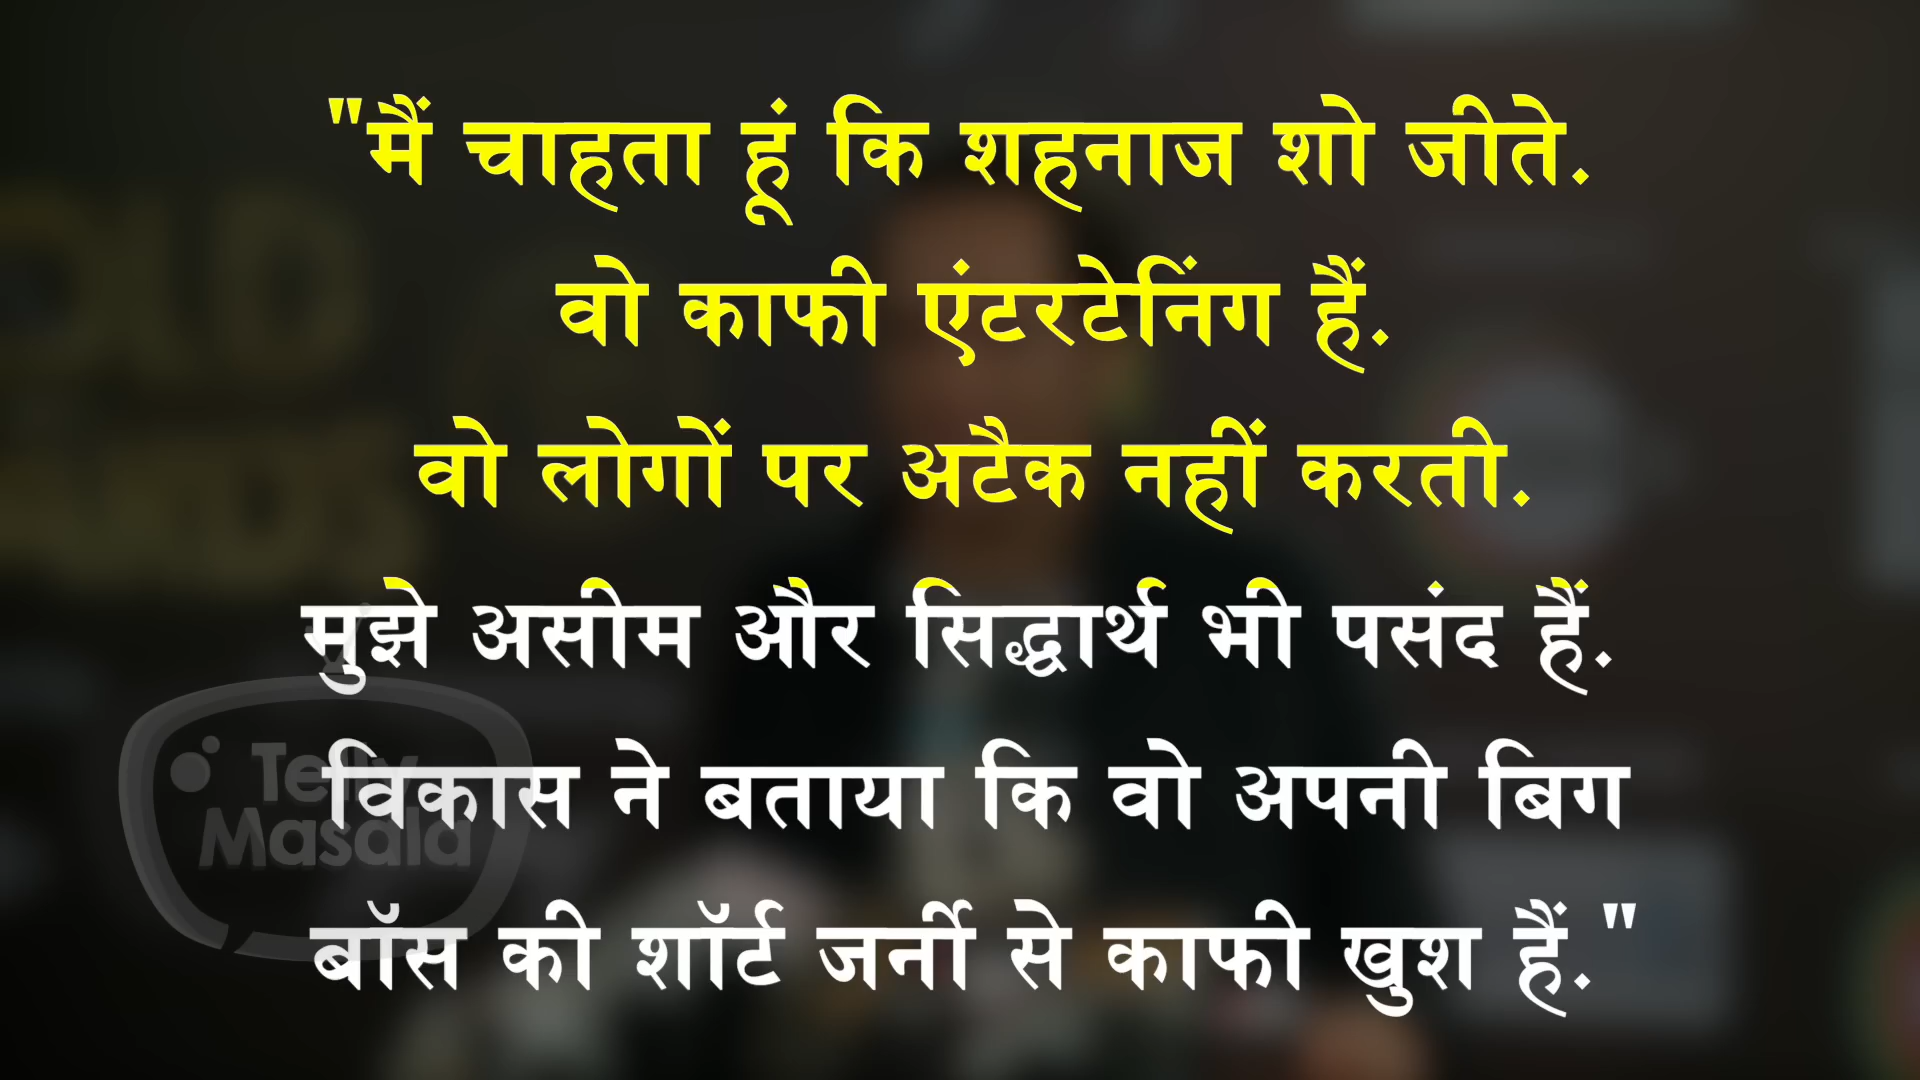 "मैं चाहता हूं कि शहनाज शो जीते.
वो काफी एंटरटेनिंग हैं.
वो लोगों पर अटैक नहीं करती.
मुझे असीम और सिद्धार्थ भी पसंद हैं.
विकास ने बताया कि वो अपनी बिग
बॉस की शॉर्ट जर्नी से काफी खुश हैं."
Telly
Masala